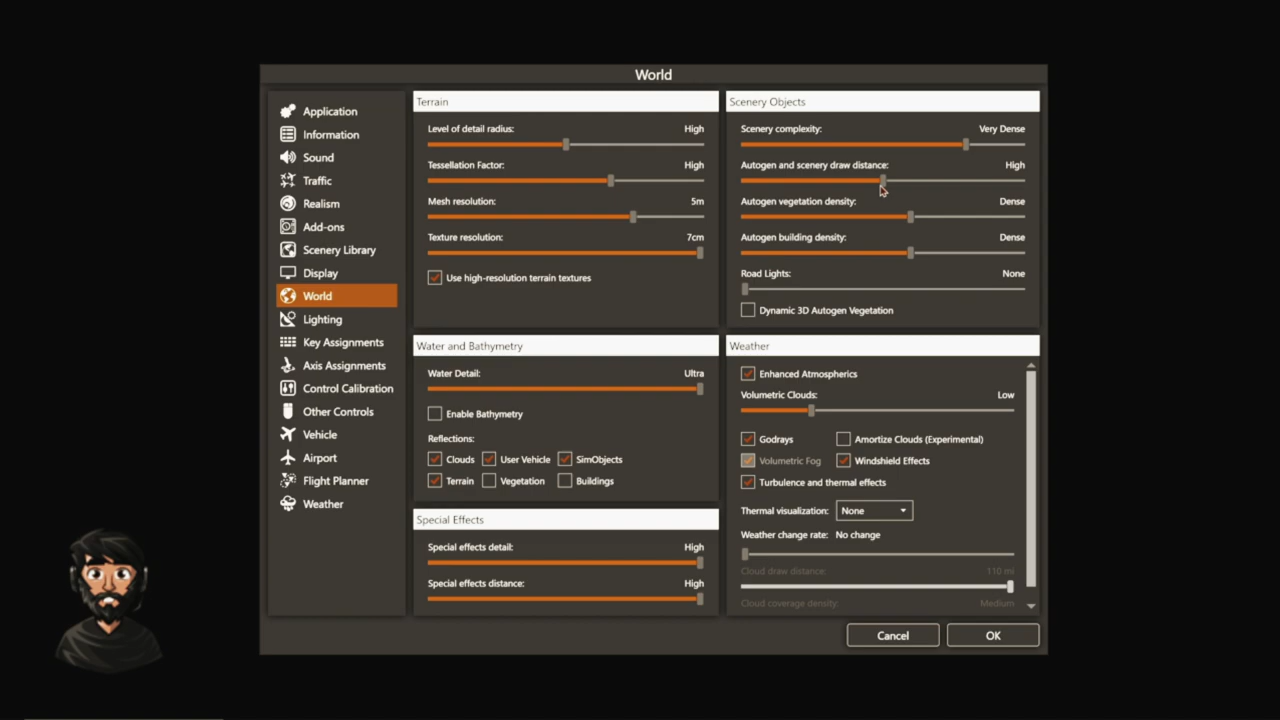 World
Application
Information
Sound
Traffic
Realism
Add-ons
Scenery Library
Display
World
Lighting
Key Assignments
Axis Assignments
Control Calibration
Other Controls
Vehicle
Airport
Flight Planner
Weather
Terrain
Level of detail radius: High
Tessellation Factor: High
Mesh resolution: 5m
Texture resolution: 7cm
Use high-resolution terrain textures
Water and Bathymetry
Water Detail: Ultra
Enable Bathymetry
Reflections:
Clouds User Vehicle SimObjects
Terrain Vegetation Buildings
Special Effects
Special effects detail: High
Special effects distance: High
Scenery Objects
Scenery complexity: Very Dense
Autogen and scenery draw distance: High
Autogen vegetation density: Dense
Autogen building density: Dense
Road Lights: None
Dynamic 3D Autogen Vegetation
Weather
Enhanced Atmospherics
Volumetric Clouds: Low
Godrays Amortize Clouds (Experimental)
Volumetric Fog Windshield Effects
Turbulence and thermal effects
Thermal visualization: None
Weather change rate: No change
Cloud draw distance: 110 mi
Cloud coverage density: Medium
Cancel OK